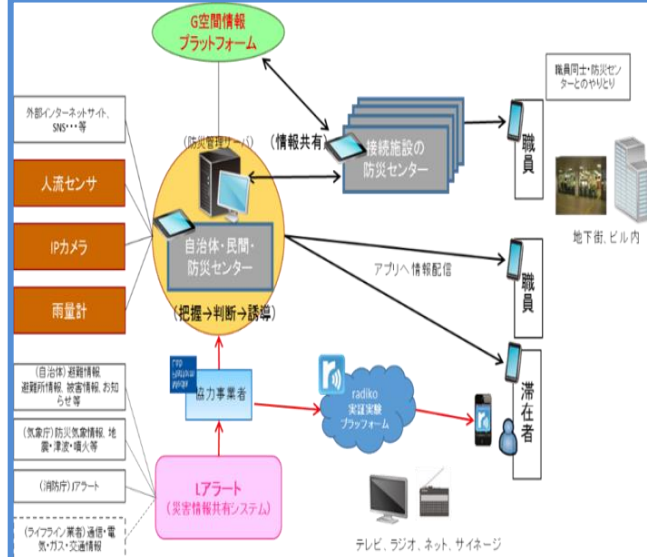 G空間情報
プラットフォーム
職員同士・防災セン
ターとのやりとり
外部インターネットサイト、
SNS・・・等
(防災管理サーバ)
(情報共有)
接続施設の
防災センター
職員
人流センサ
IPカメラ
雨量計
自治体・民間・
防災センター
(把握→判断→誘導)
地下街、ビル内
アプリへ情報配信
職員
滞在者
(自治体)避難情報
避難所情報、被害情報、お知
らせ等
協力事業者
radiko
実証実験
プラッフォーム
(気象庁)防災気象情報、地
震・津波・噴火等
(消防庁)Jアラート
Lアラート
(災害情報共有システム)
(ライフライン業者)通信・電
気・ガス・交通情報
テレビ、ラジオ、ネット、サイネージ